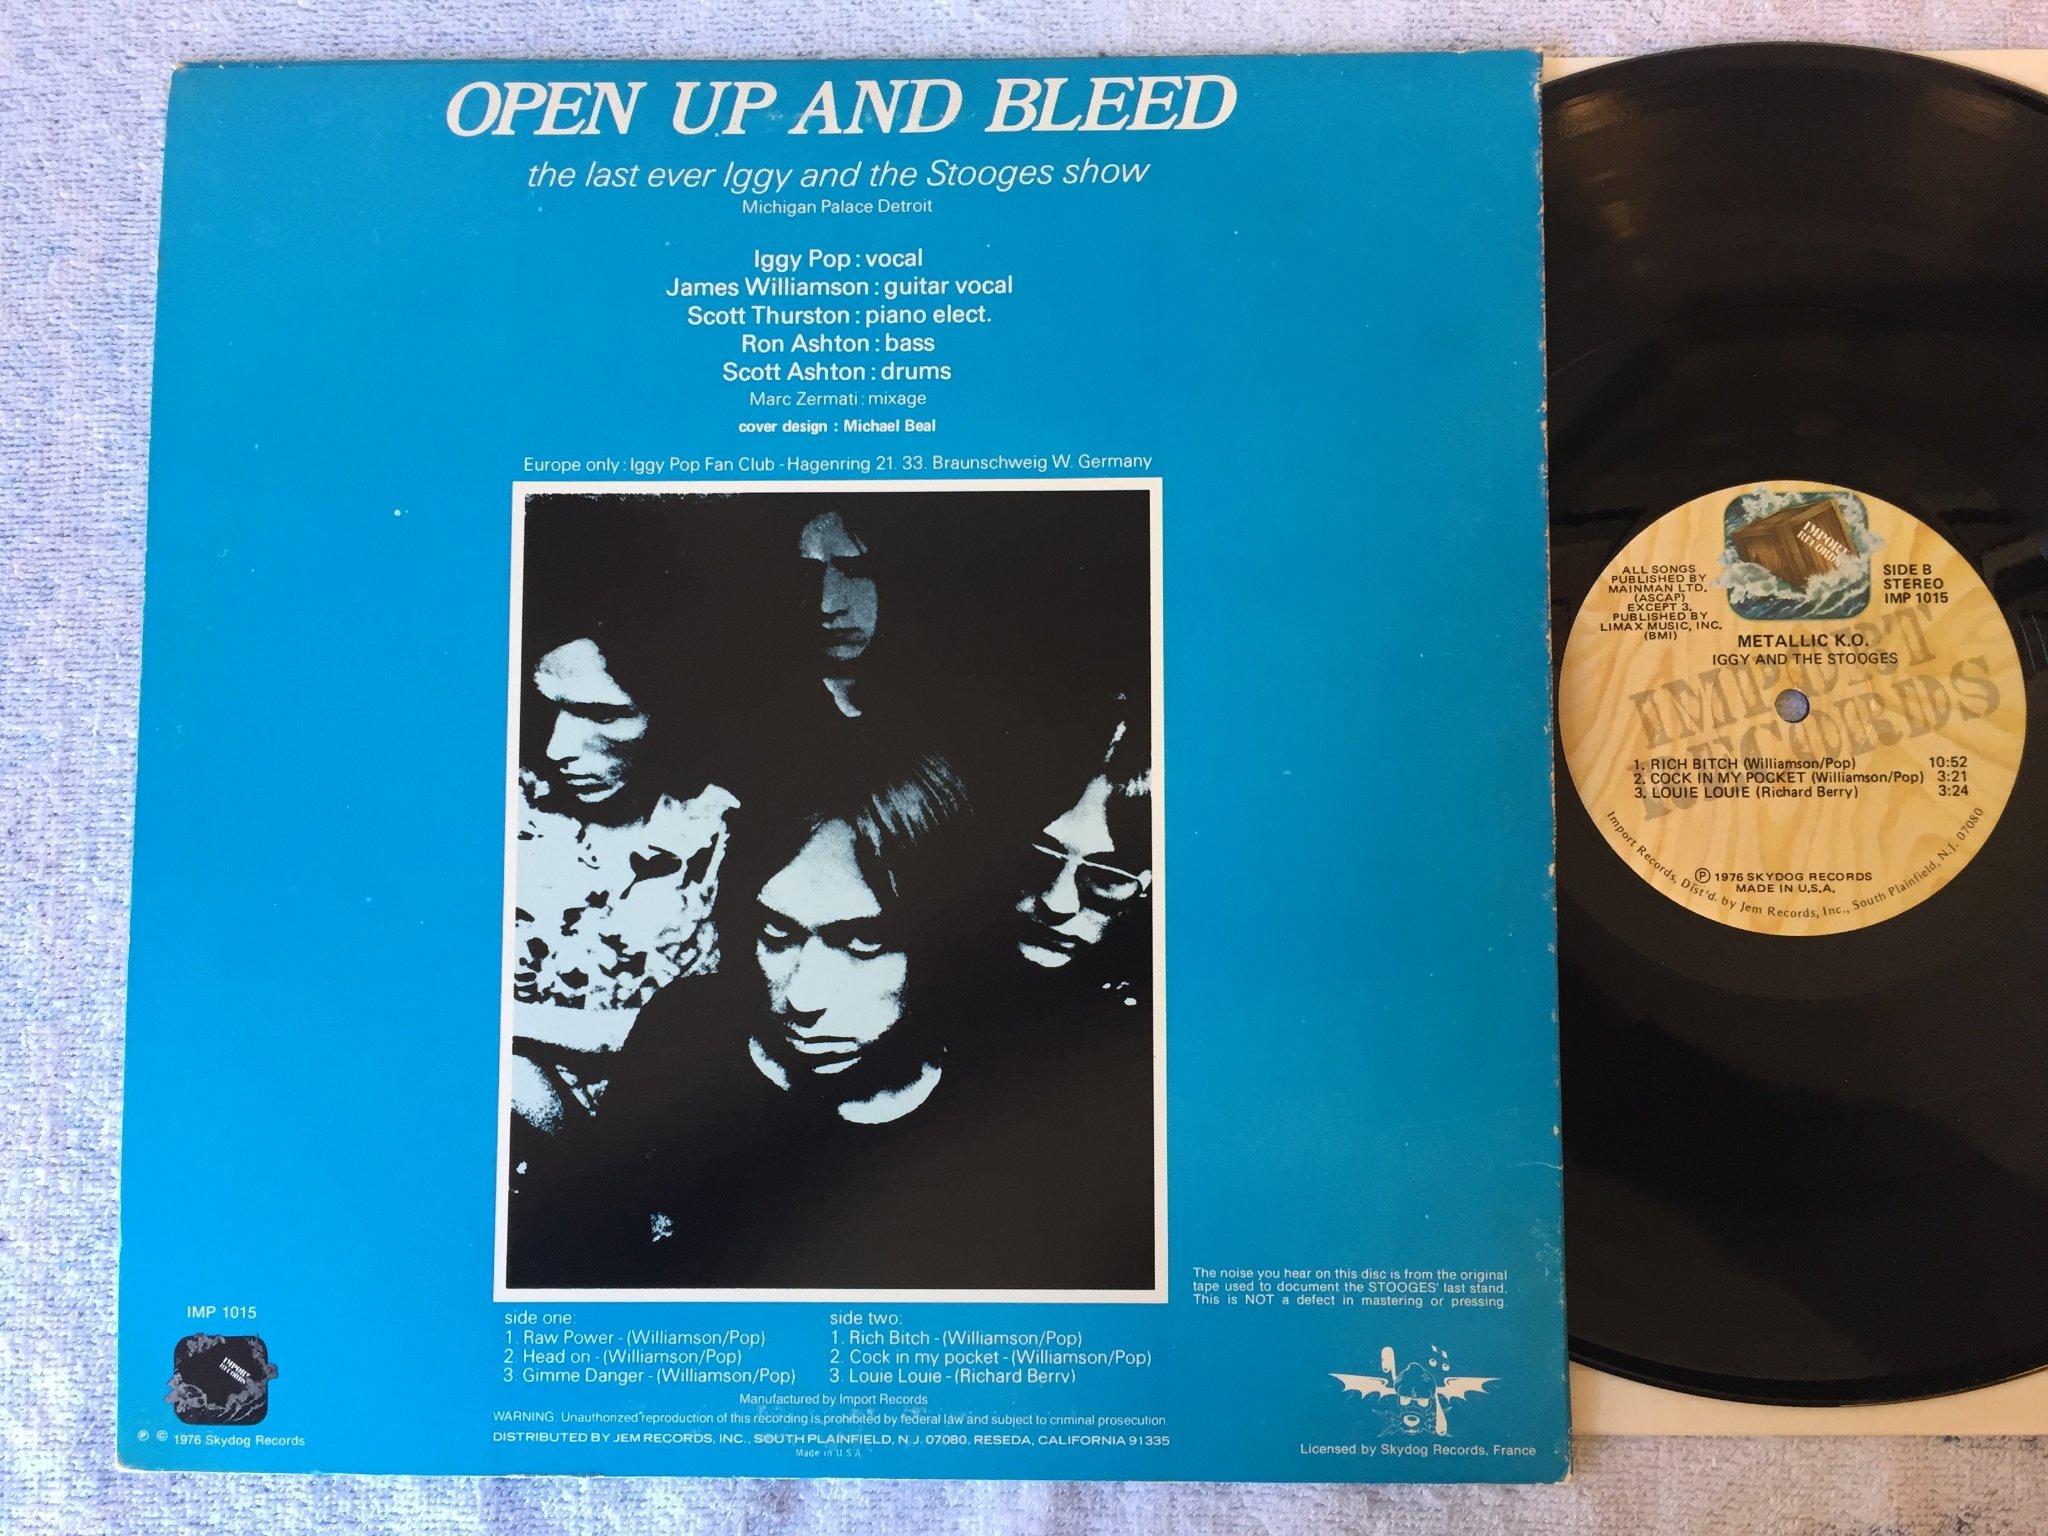 OPEN UP AND BLEED
the last ever Iggy and the Stooges show
Michigan Palace Detroit
Iggy Pop : vocal
James Williamson : guitar vocal
Scott Thurston : piano elect.
Ron Ashton : bass
Scott Ashton : drums
Marc Zermati : mixage
cover design : Michael Beal
Europe only : Iggy Pop Fan Club - Hagenring 21. 33. Braunschweig W. Germany
The noise you hear on this disc is from the original
tape used to document the STOOGES' last stand.
This is NOT a defect in mastering or pressing.
IMP 1015
IMPORT
RECORDS
℗ © 1976 Skydog Records
side one:
1. Raw Power - (Williamson/Pop)
2. Head on - (Williamson/Pop)
3. Gimme Danger - (Williamson/Pop)
side two:
1. Rich Bitch - (Williamson/Pop)
2. Cock in my pocket - (Williamson/Pop)
3. Louie Louie - (Richard Berry)
Manufactured by Import Records
WARNING: Unauthorized reproduction of this recording is prohibited by federal law and subject to criminal prosecution.
DISTRIBUTED BY JEM RECORDS, INC., SOUTH PLAINFIELD, N.J. 07080, RESEDA, CALIFORNIA 91335
Made in U.S.A.
Licensed by Skydog Records, France
IMPORT
RECORDS
ALL SONGS
PUBLISHED BY
MAINMAN LTD.
(ASCAP)
EXCEPT 3,
PUBLISHED BY
LIMAX MUSIC, INC.
(BMI)
SIDE B
STEREO
IMP 1015
METALLIC K.O.
IGGY AND THE STOOGES
IMPORT
RECORDS
1. RICH BITCH (Williamson/Pop) 10:52
2. COCK IN MY POCKET (Williamson/Pop) 3:21
3. LOUIE LOUIE (Richard Berry) 3:24
℗ 1976 SKYDOG RECORDS
MADE IN U.S.A.
Import Records, Dist'd. by Jem Records, Inc., South Plainfield, N.J. 07080